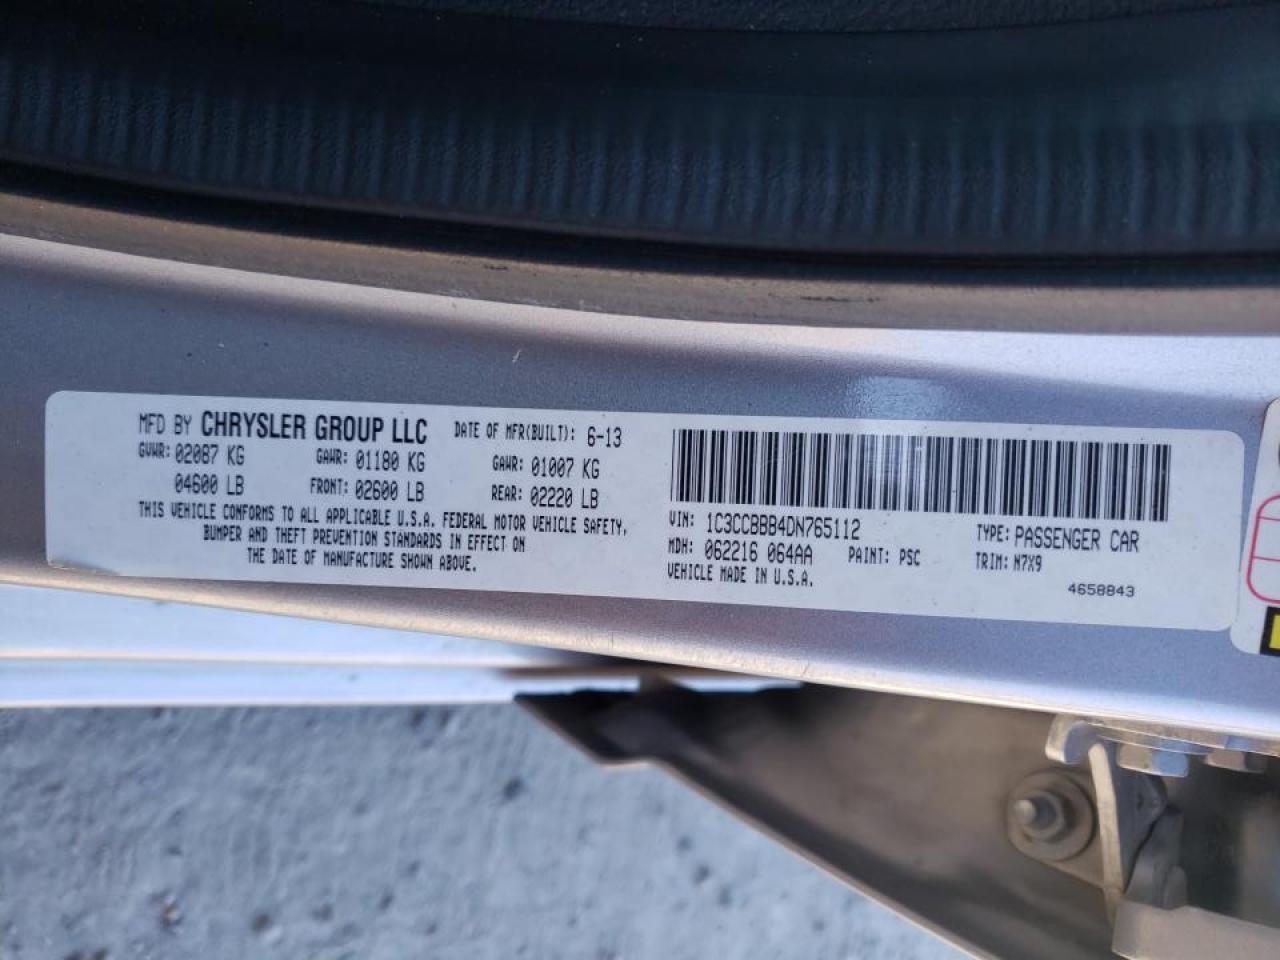 MFD BY CHRYSLER GROUP LLC DATE OF MFR(BUILT): 6-13
GVWR: 02087 KG GAWR: 01180 KG GAWR: 01007 KG
04600 LB FRONT: 02600 LB REAR: 02220 LB
THIS VEHICLE CONFORMS TO ALL APPLICABLE U.S.A. FEDERAL MOTOR VEHICLE SAFETY,
BUMPER AND THEFT PREVENTION STANDARDS IN EFFECT ON
THE DATE OF MANUFACTURE SHOWN ABOVE.
VIN: 1C3CCBBB4DN765112 TYPE: PASSENGER CAR
MDH: 062216 064AA PAINT: PSC TRIM: N7X9
VEHICLE MADE IN U.S.A.
4658843